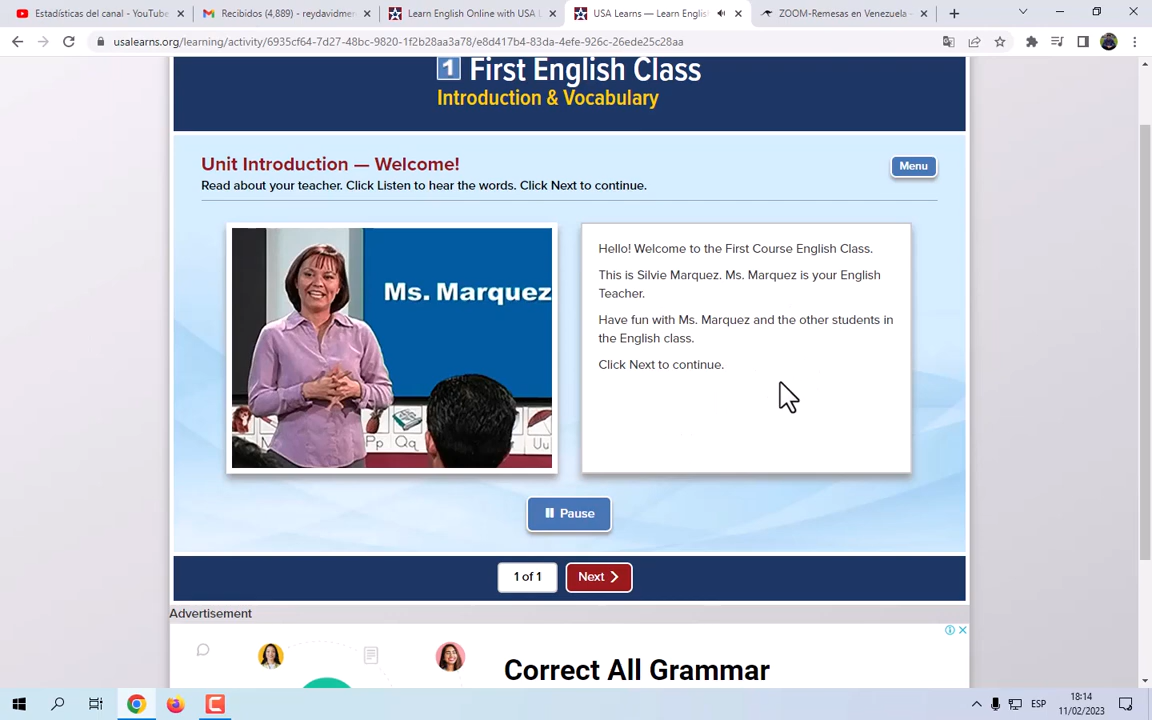 Estadísticas del canal - YouTube
Recibidos (4,889) - reydavidmer
Learn English Online with USA L
USA Learns — Learn Englis
ZOOM-Remesas en Venezuela -
usalearns.org/learning/activity/6935cf64-7d27-48bc-9820-1f2b28aa3a78/e8d417b4-83da-4efe-926c-26ede25c28aa
1 First English Class
Introduction & Vocabulary
Unit Introduction — Welcome!
Menu
Read about your teacher. Click Listen to hear the words. Click Next to continue.
Ms. Marquez
Pp Qq Uu
Hello! Welcome to the First Course English Class.
This is Silvie Marquez. Ms. Marquez is your English
Teacher.
Have fun with Ms. Marquez and the other students in
the English class.
Click Next to continue.
Pause
1 of 1
Next
Advertisement
Correct All Grammar
ESP
18:14
11/02/2023